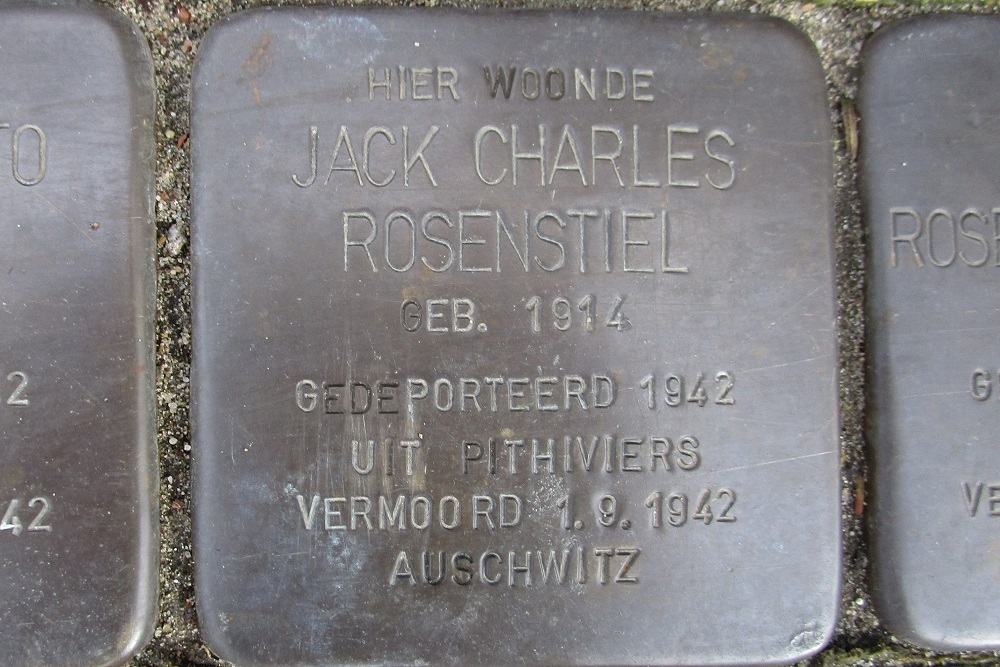 HIER WOONDE
JACK CHARLES
ROSENSTIEL
GEB. 1914
GEDEPORTEERD 1942
UIT PITHIVIERS
VERMOORD 1.9.1942
AUSCHWITZ